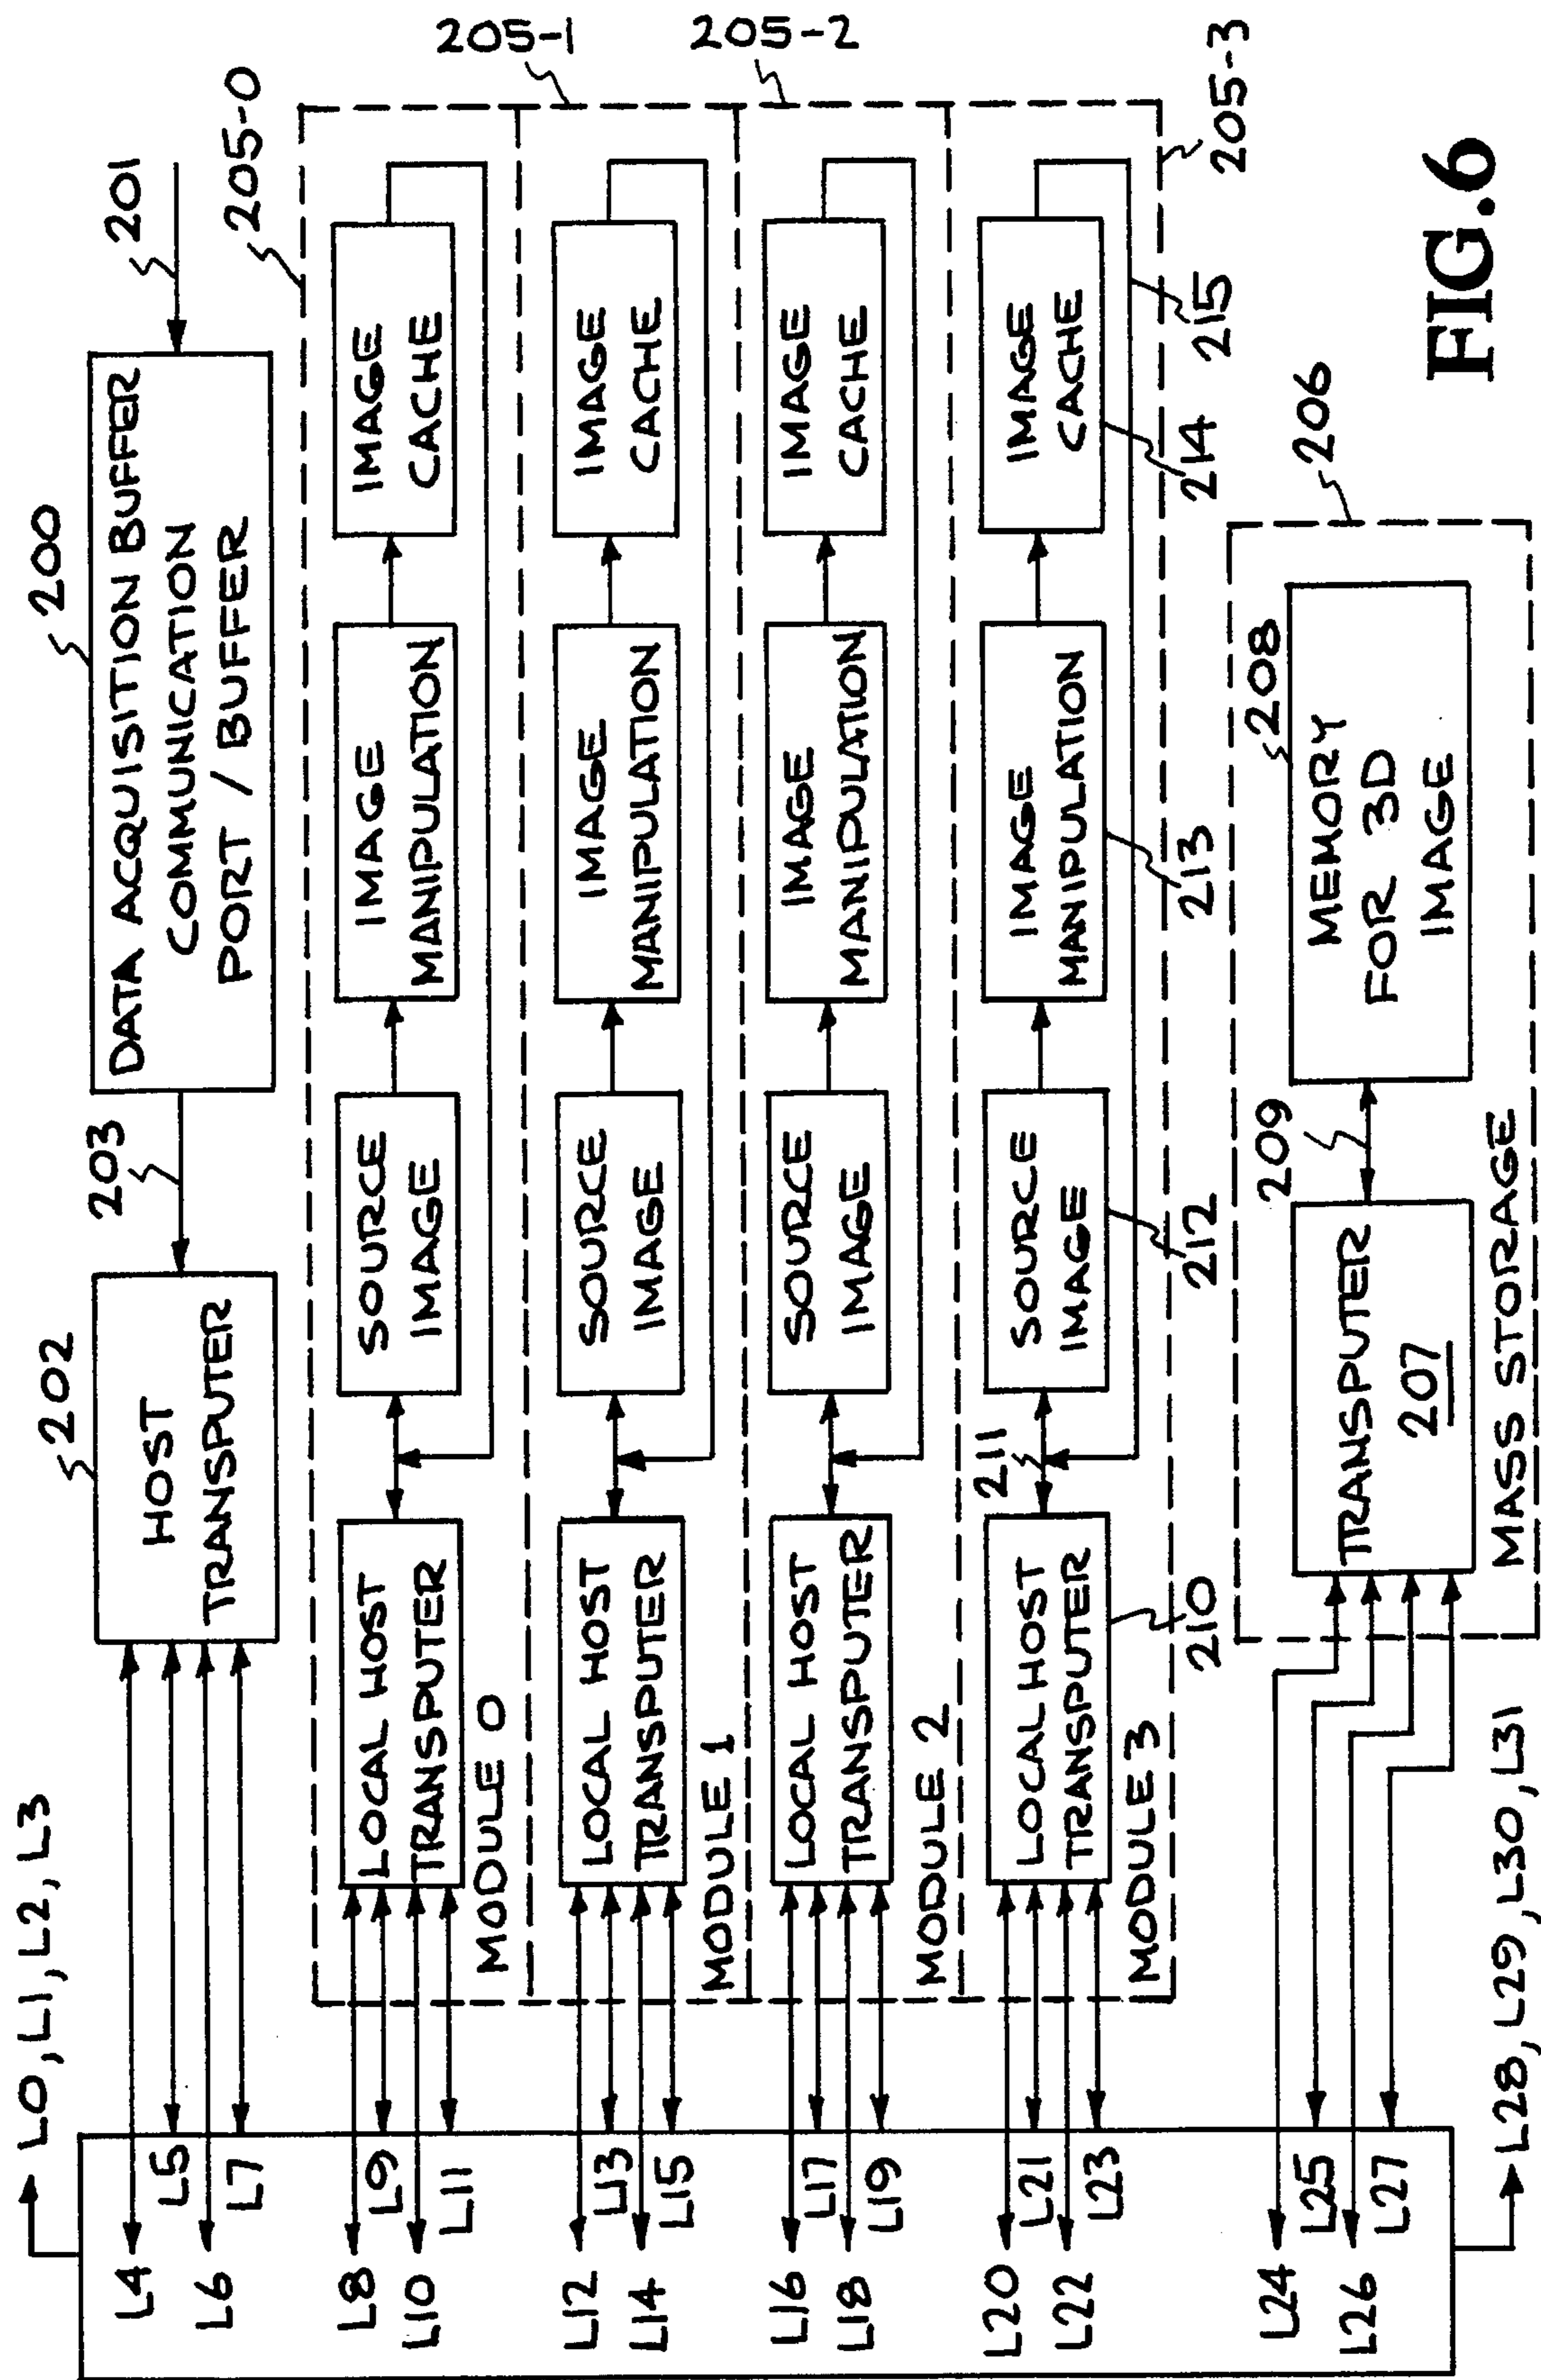 L0, L1, L2, L3
202
HOST
TRANSPUTER
203
200
DATA ACQUISITION BUFFER
COMMUNICATION
PORT / BUFFER
201
205-0
205-1
205-2
205-3
L4
L5
L6
L7
LOCAL HOST
TRANSPUTER
SOURCE
IMAGE
IMAGE
MANIPULATION
IMAGE
CACHE
MODULE 0
L8
L9
L10
L11
LOCAL HOST
TRANSPUTER
SOURCE
IMAGE
IMAGE
MANIPULATION
IMAGE
CACHE
MODULE 1
L12
L13
L14
L15
LOCAL HOST
TRANSPUTER
SOURCE
IMAGE
IMAGE
MANIPULATION
IMAGE
CACHE
MODULE 2
L16
L17
L18
L19
211
LOCAL HOST
TRANSPUTER
SOURCE
IMAGE
IMAGE
MANIPULATION
IMAGE
CACHE
MODULE 3
L20
L21
L22
L23
210
212
213
214
215
L24
L25
L26
L27
TRANSPUTER
207
209
208
MEMORY
FOR 3D
IMAGE
206
MASS STORAGE
L28, L29, L30, L31
FIG.6